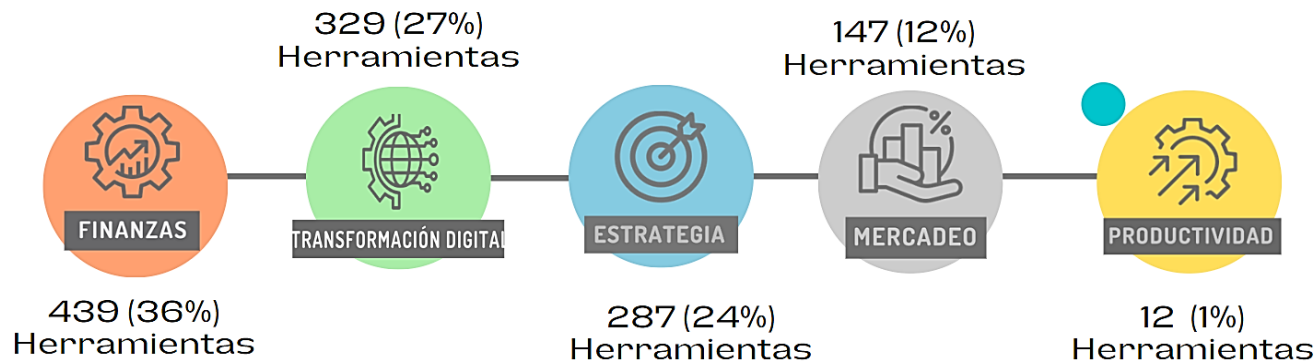 329 (27%)
Herramientas
147 (12%)
Herramientas
%
FINANZAS
TRANSFORMACIÓN DIGITAL
ESTRATEGIA
MERCADEO
PRODUCTIVIDAD
439 (36%)
Herramientas
287 (24%)
Herramientas
12 (1%)
Herramientas